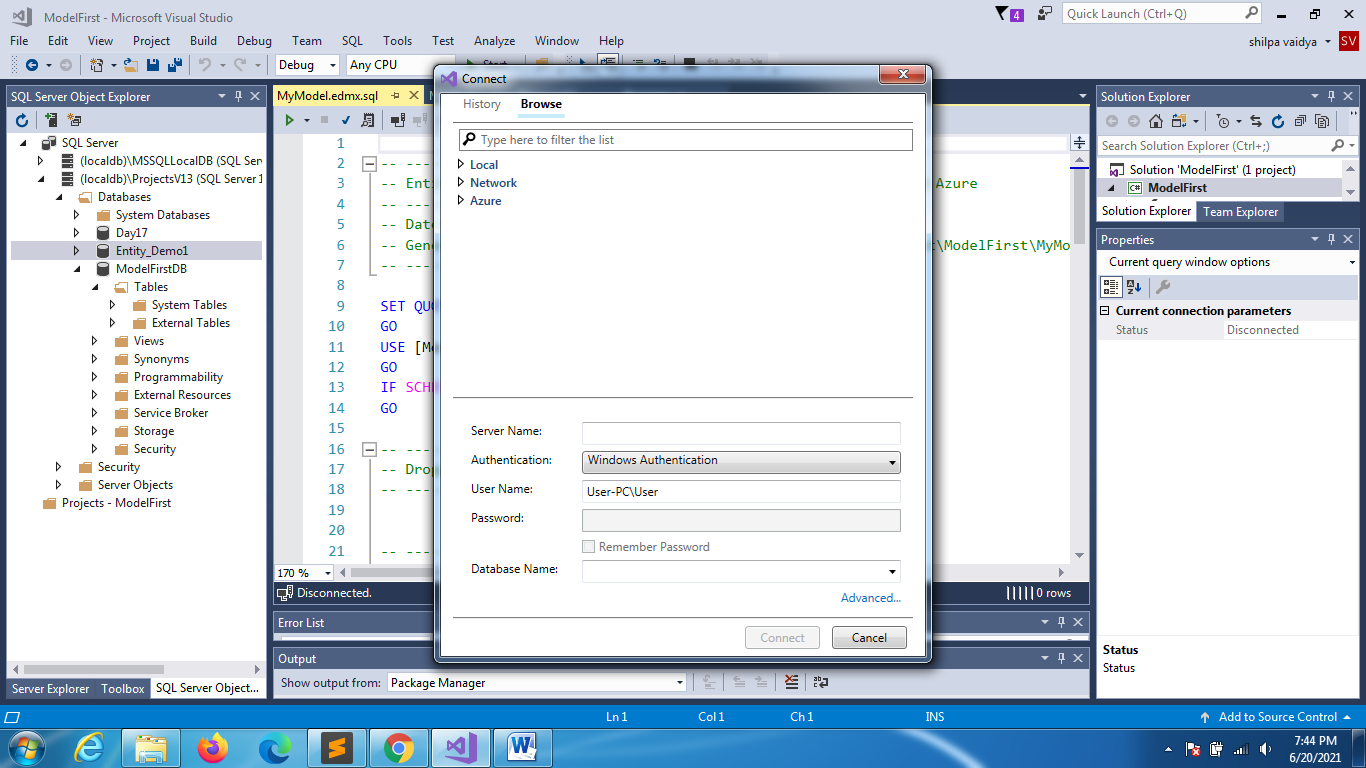 ModelFirst - Microsoft Visual Studio
4
Quick Launch (Ctrl+Q)
File Edit View Project Build Debug Team SQL Tools Test Analyze Window Help
shilpa vaidya SV
Debug Any CPU
SQL Server Object Explorer
SQL Server
(localdb)\MSSQLLocalDB (SQL Ser
(localdb)\ProjectsV13 (SQL Server 1
Databases
System Databases
Day17
Entity_Demo1
ModelFirstDB
Tables
System Tables
External Tables
Views
Synonyms
Programmability
External Resources
Service Broker
Storage
Security
Security
Server Objects
Projects - ModelFirst
Server Explorer Toolbox SQL Server Object...
MyModel.edmx.sql
1
2 -- ---
3 -- Ent Azure
4 -- ---
5 -- Dat
6 -- Gen t\ModelFirst\MyMo
7 -- ---
8
9 SET QUO
10 GO
11 USE [Mo
12 GO
13 IF SCHE
14 GO
15
16 -- ---
17 -- Drop
18 -- ---
19
20
21 -- ---
170 %
Disconnected. 0 rows
Error List
Output
Show output from: Package Manager
Connect
History Browse
Type here to filter the list
Local
Network
Azure
Server Name:
Authentication: Windows Authentication
User Name: User-PC\User
Password:
Remember Password
Database Name:
Advanced...
Connect Cancel
Solution Explorer
Search Solution Explorer (Ctrl+;)
Solution 'ModelFirst' (1 project)
C# ModelFirst
Solution Explorer Team Explorer
Properties
Current query window options
Current connection parameters
Status Disconnected
Status
Status
Ln 1 Col 1 Ch 1 INS Add to Source Control
7:44 PM
6/20/2021